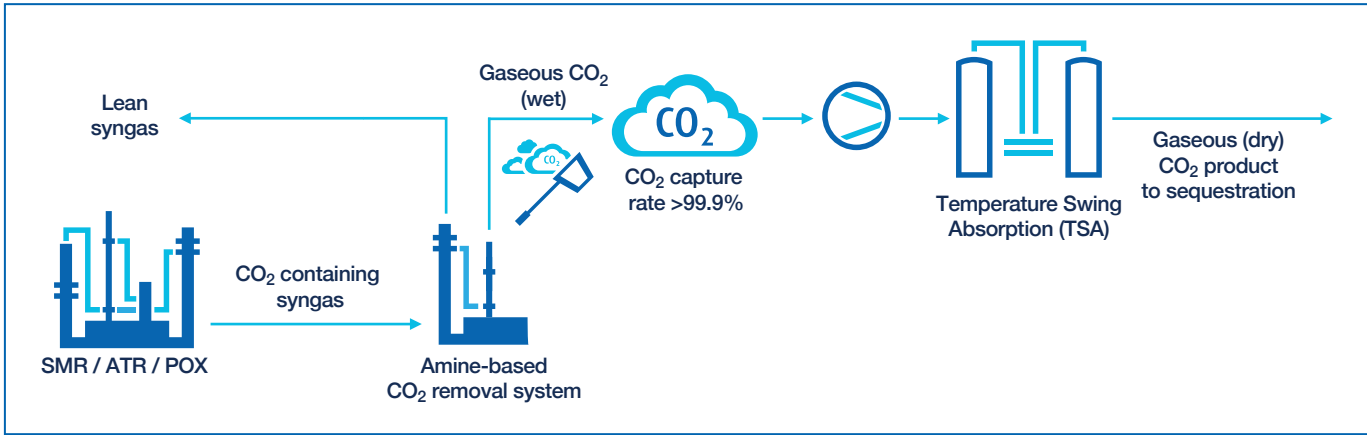 Lean
syngas
Gaseous CO₂
(wet)
CO₂
CO₂
CO₂ capture
rate >99.9%
Temperature Swing
Absorption (TSA)
Gaseous (dry)
CO₂ product
to sequestration
CO₂ containing
syngas
SMR / ATR / POX
Amine-based
CO₂ removal system